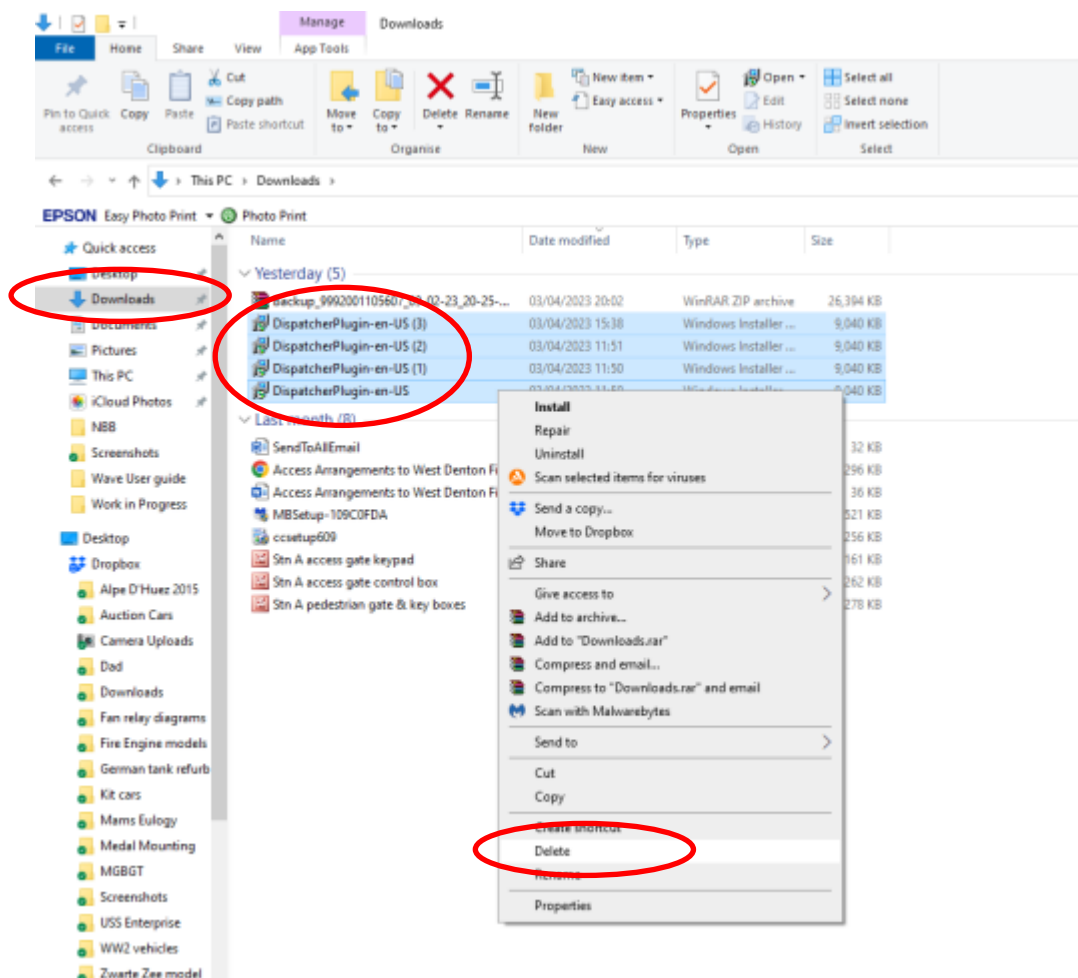 Manage Downloads
File Home Share View App Tools
Pin to Quick access
Copy
Paste
Cut
Copy path
Paste shortcut
Clipboard
Move to
Copy to
Delete
Rename
Organise
New folder
New item
Easy access
New
Properties
Open
Edit
History
Open
Select all
Select none
Invert selection
Select
This PC > Downloads >
EPSON Easy Photo Print Photo Print
Name Date modified Type Size
Quick access
Desktop
Downloads
Documents
Pictures
This PC
iCloud Photos
NBB
Screenshots
Wave User guide
Work in Progress
Desktop
Dropbox
Alpe D'Huez 2015
Auction Cars
Camera Uploads
Dad
Downloads
Fan relay diagrams
Fire Engine models
German tank refurb
Kit cars
Mams Eulogy
Medal Mounting
MGBGT
Screenshots
USS Enterprise
WW2 vehicles
Zwarte Zee model
Yesterday (5)
03/04/2023 20:02 WinRAR ZIP archive 26,394 KB
DispatcherPlugin-en-US (3) 03/04/2023 15:38 Windows Installer ... 9,040 KB
DispatcherPlugin-en-US (2) 03/04/2023 11:51 Windows Installer ... 9,040 KB
DispatcherPlugin-en-US (1) 03/04/2023 11:50 Windows Installer ... 9,040 KB
DispatcherPlugin-en-US
Last month (8)
SendToAllEmail 32 KB
Access Arrangements to West Denton Fi 296 KB
Access Arrangements to West Denton Fi 36 KB
MBSetup-109C0FDA 521 KB
ccsetup609 256 KB
Stn A access gate keypad 161 KB
Stn A access gate control box 262 KB
Stn A pedestrian gate & key boxes 278 KB
Install
Repair
Uninstall
Scan selected items for viruses
Send a copy...
Move to Dropbox
Share
Give access to
Add to archive...
Add to "Downloads.rar"
Compress and email...
Compress to "Downloads.rar" and email
Scan with Malwarebytes
Send to
Cut
Copy
Create shortcut
Delete
Rename
Properties